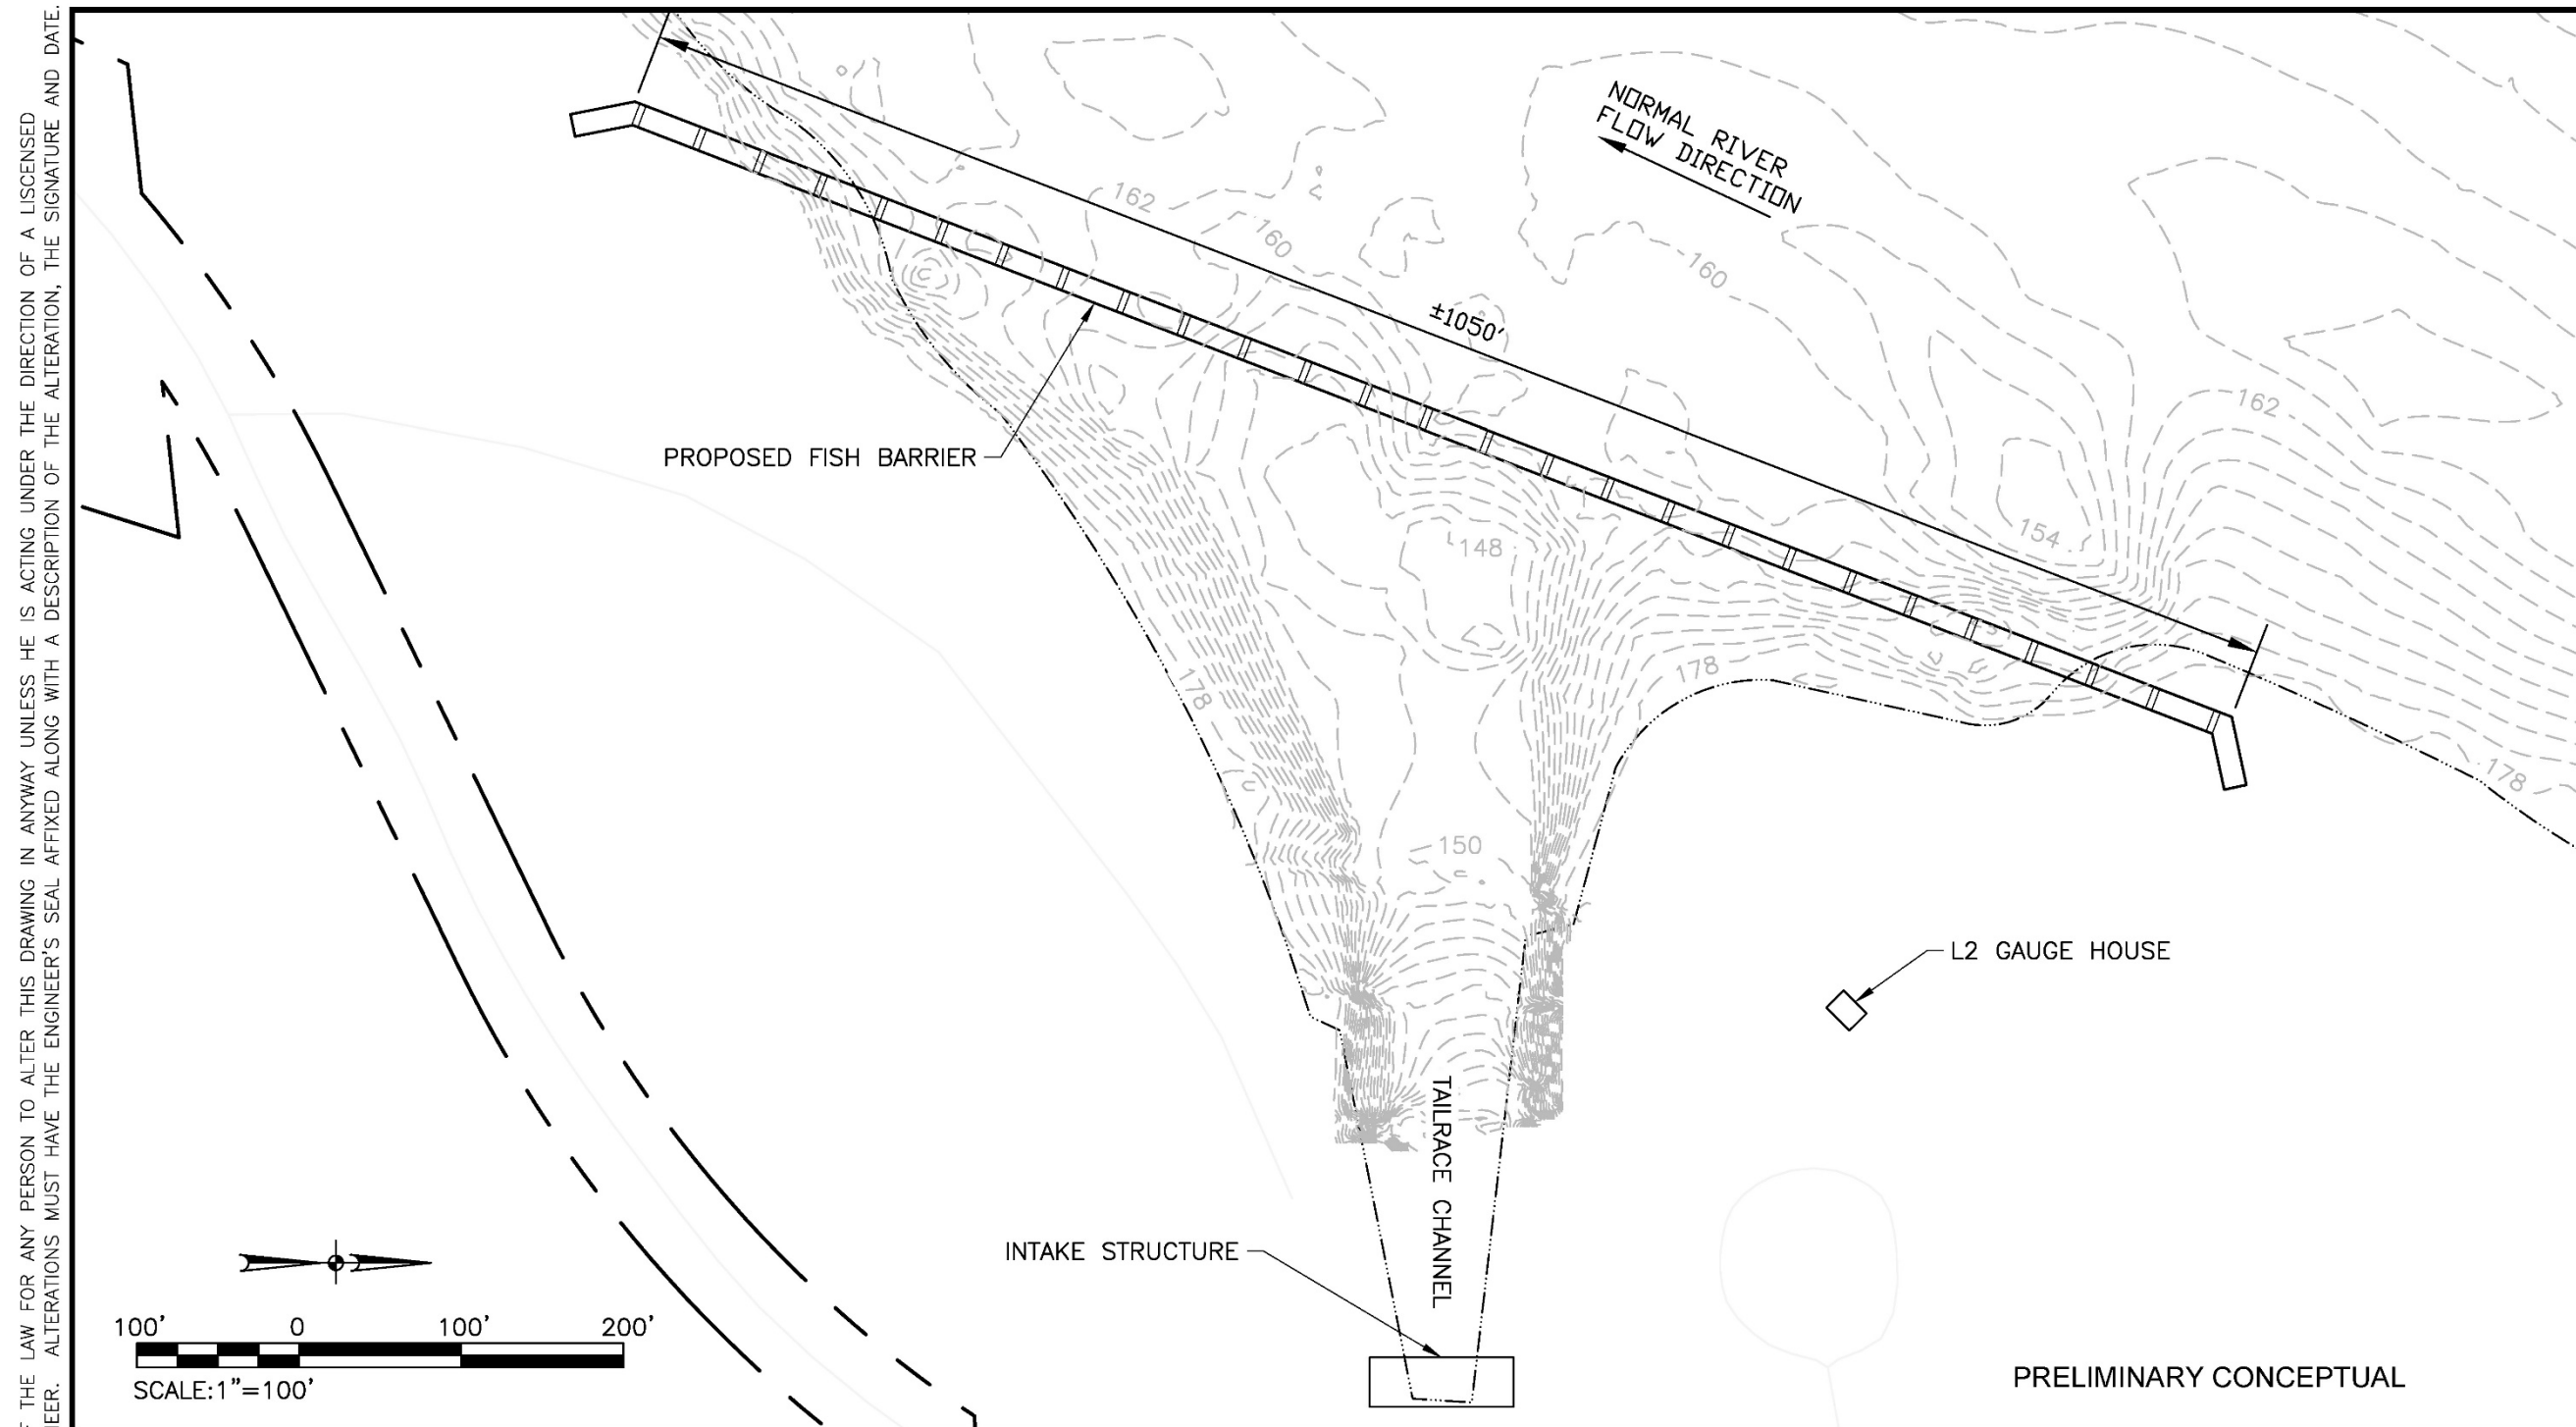 F THE LAW FOR ANY PERSON TO ALTER THIS DRAWING IN ANYWAY UNLESS HE IS ACTING UNDER THE DIRECTION OF A LISCENSED
NEER. ALTERATIONS MUST HAVE THE ENGINEER'S SEAL AFFIXED ALONG WITH A DESCRIPTION OF THE ALTERATION, THE SIGNATURE AND DATE.
NORMAL RIVER
FLOW DIRECTION
162
160
160
±1050'
162
PROPOSED FISH BARRIER
148
154
178
178
178
150
L2 GAUGE HOUSE
TAILRACE CHANNEL
INTAKE STRUCTURE
100'
0
100'
200'
SCALE:1"=100'
PRELIMINARY CONCEPTUAL